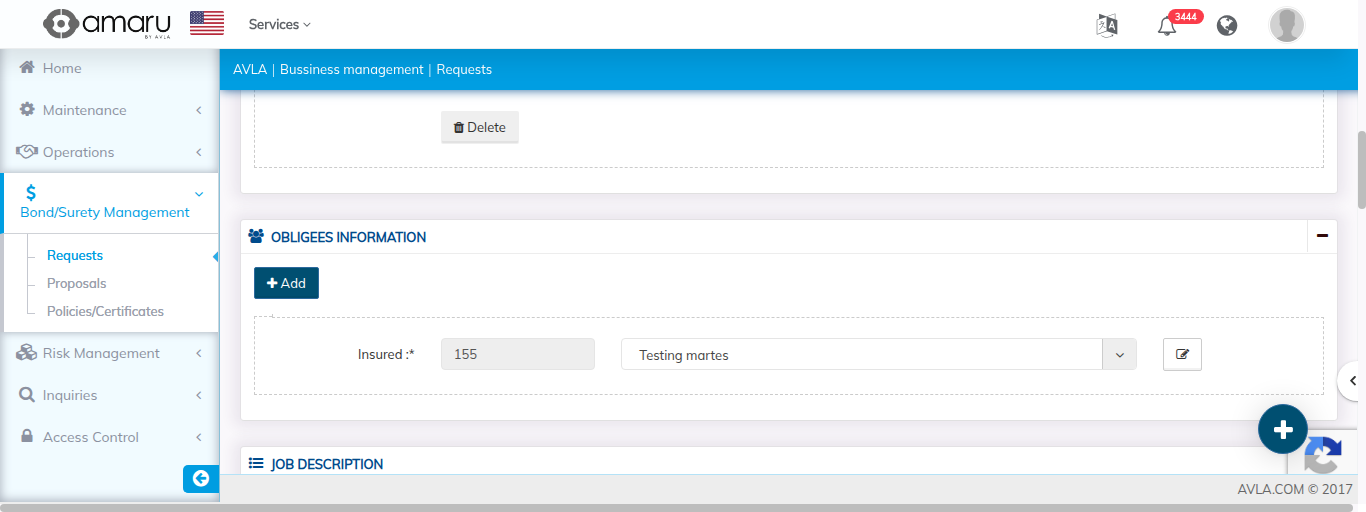 amaru
BY AVLA
Services
3444
Home
Maintenance
Operations
$
Bond/Surety Management
Requests
Proposals
Policies/Certificates
Risk Management
Inquiries
Access Control
AVLA | Bussiness management | Requests
Delete
OBLIGEES INFORMATION
Add
Insured :* 155 Testing martes
JOB DESCRIPTION
AVLA.COM © 2017